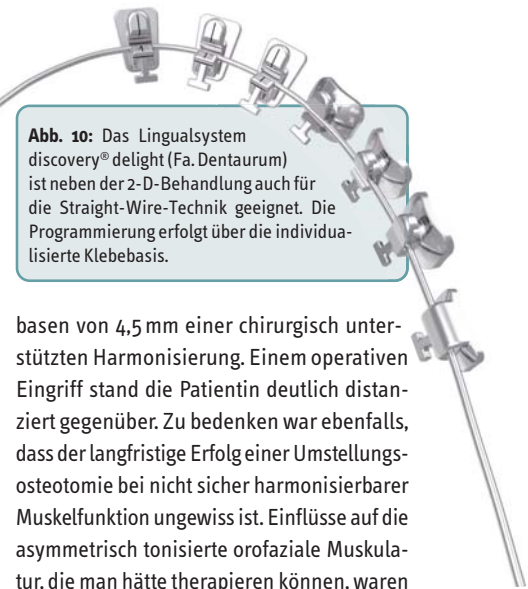 Abb. 10: Das Lingualsystem
discovery® delight (Fa. Dentaurum)
ist neben der 2-D-Behandlung auch für
die Straight-Wire-Technik geeignet. Die
Programmierung erfolgt über die individua-
lisierte Klebebasis.
basen von 4,5 mm einer chirurgisch unter-
stützten Harmonisierung. Einem operativen
Eingriff stand die Patientin deutlich distan-
ziert gegenüber. Zu bedenken war ebenfalls,
dass der langfristige Erfolg einer Umstellungs-
osteotomie bei nicht sicher harmonisierbarer
Muskelfunktion ungewiss ist. Einflüsse auf die
asymmetrisch tonisierte orofaziale Muskula-
tur, die man hätte therapieren können, waren